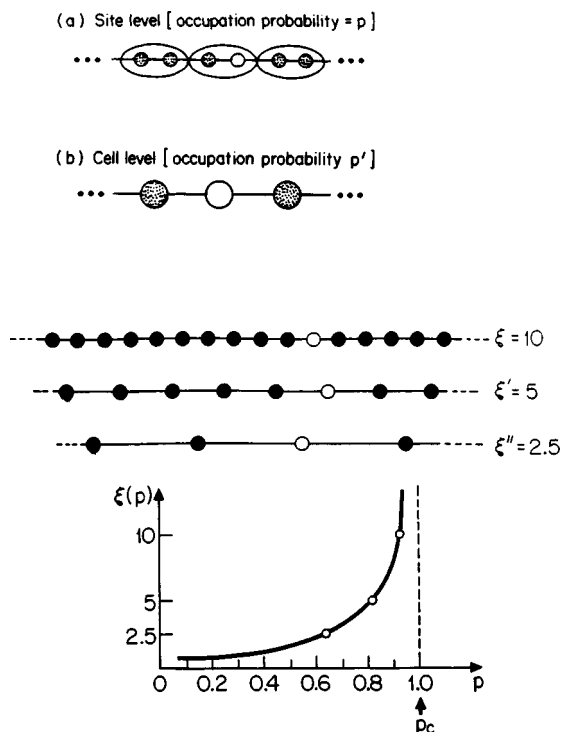 (a) Site level [occupation probability = p]
(b) Cell level [occupation probability p′]
ξ = 10
ξ′ = 5
ξ″ = 2.5
ξ(p)
10
5
2.5
0 0.2 0.4 0.6 0.8 1.0 p
p_c